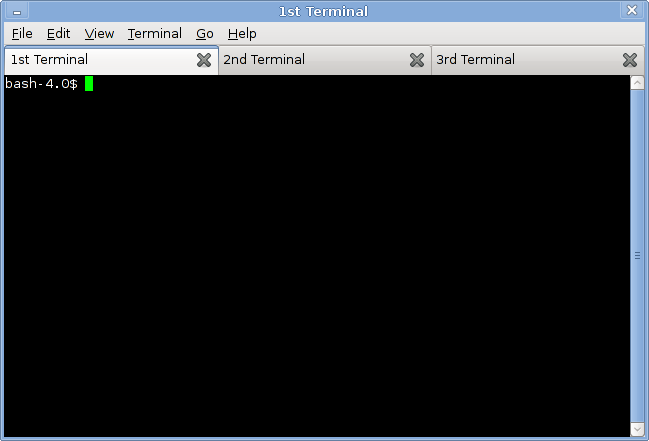 1st Terminal
File Edit View Terminal Go Help
1st Terminal 2nd Terminal 3rd Terminal
bash-4.0$